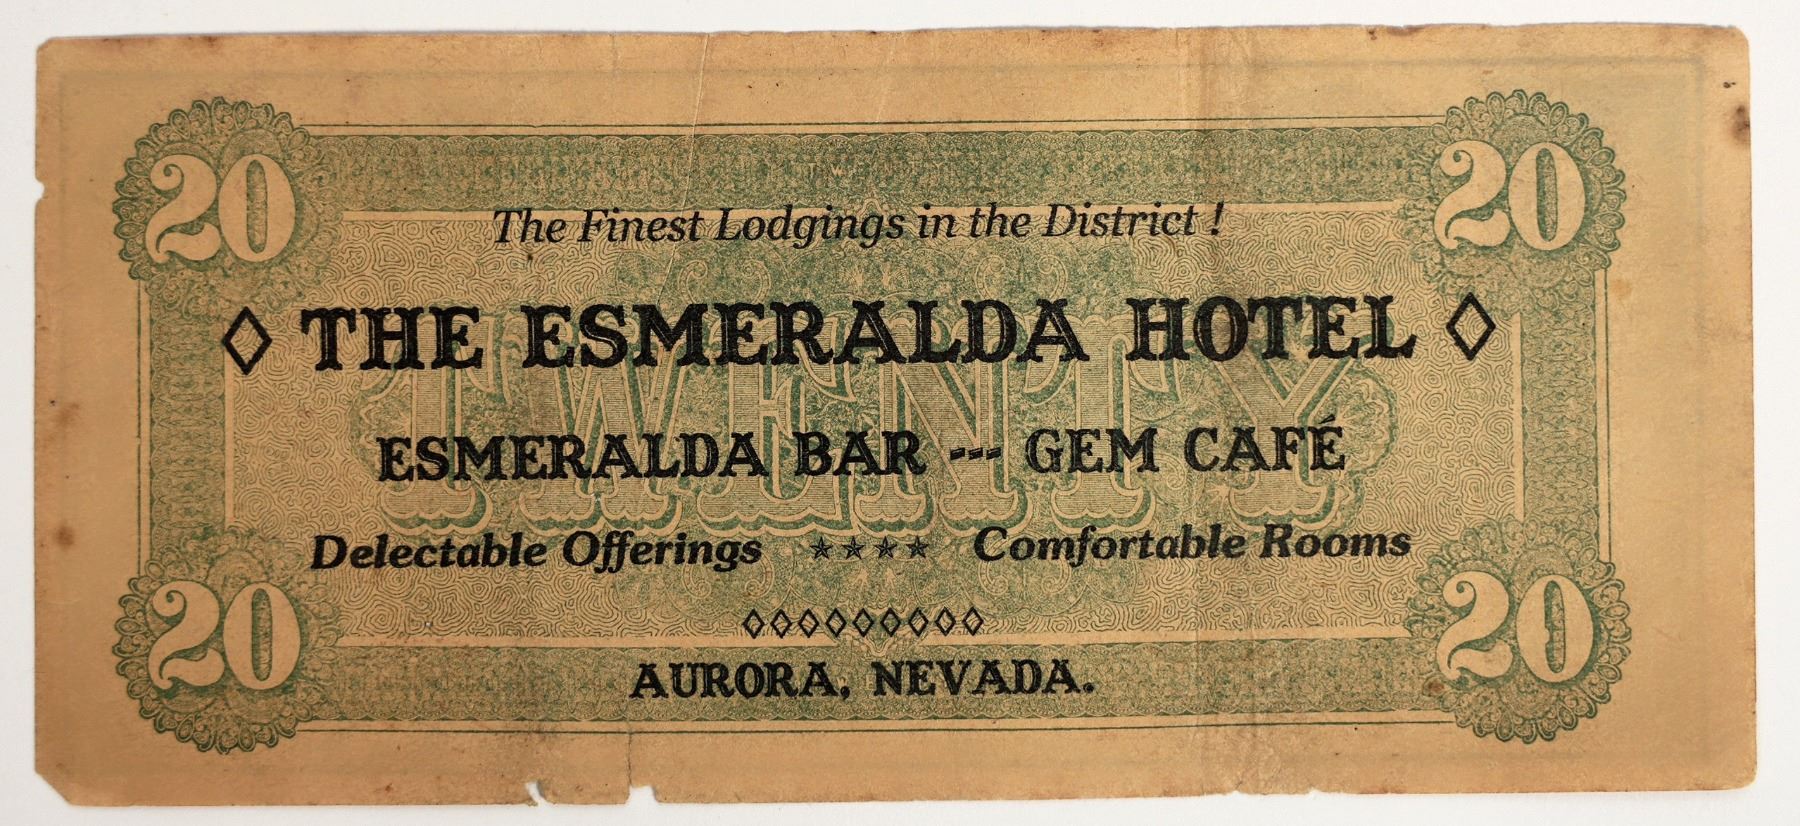 20 20
The Finest Lodgings in the District !
◇ THE ESMERALDA HOTEL ◇
TWENTY
ESMERALDA BAR --- GEM CAFÉ
Delectable Offerings ★★★★ Comfortable Rooms
◇◇◇◇◇◇◇◇◇
20 20
AURORA, NEVADA.